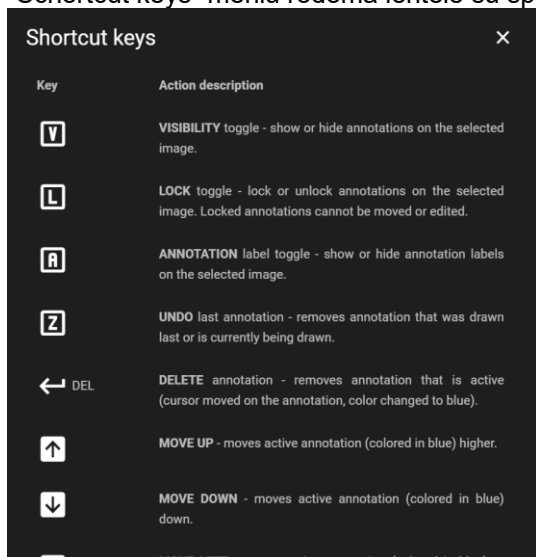 Shortcut keys
Key Action description
V VISIBILITY toggle - show or hide annotations on the selected
image.
L LOCK toggle - lock or unlock annotations on the selected
image. Locked annotations cannot be moved or edited.
A ANNOTATION label toggle - show or hide annotation labels
on the selected image.
Z UNDO last annotation - removes annotation that was drawn
last or is currently being drawn.
DEL DELETE annotation - removes annotation that is active
(cursor moved on the annotation, color changed to blue).
MOVE UP - moves active annotation (colored in blue) higher.
MOVE DOWN - moves active annotation (colored in blue)
down.